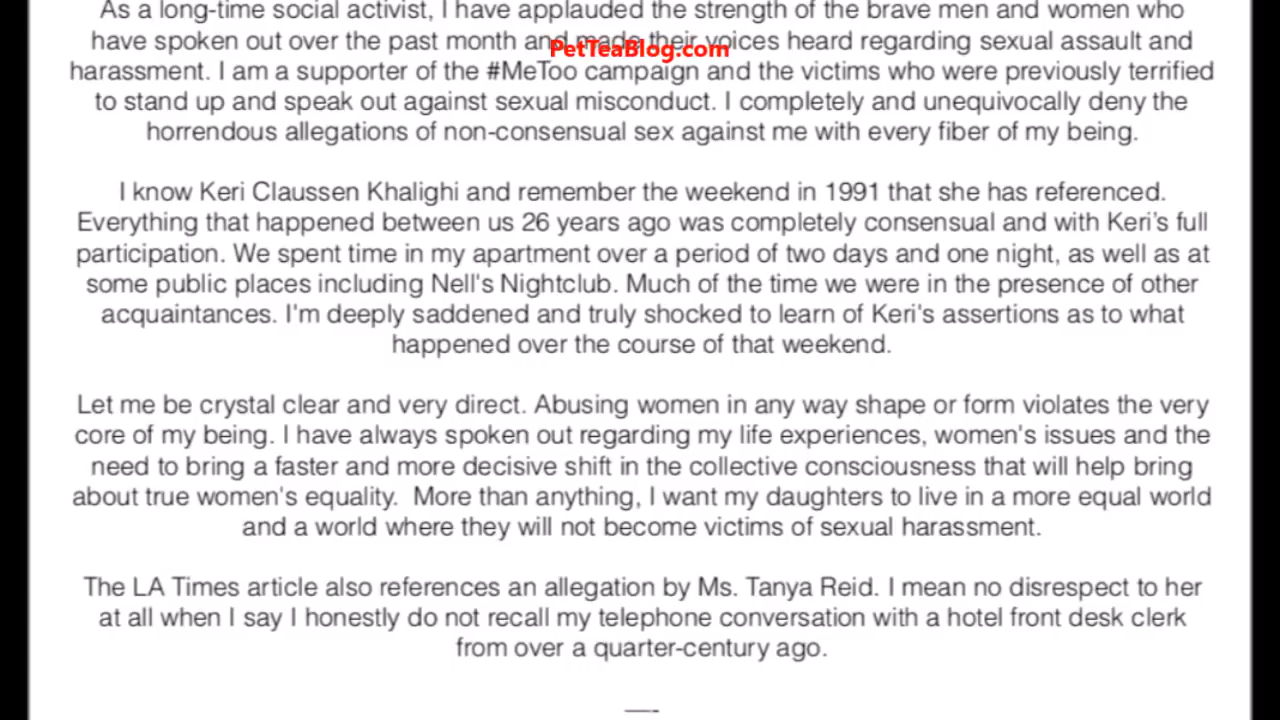 As a long-time social activist, I have applauded the strength of the brave men and women who
have spoken out over the past month and made their voices heard regarding sexual assault and
PetTeaBlog.com
harassment. I am a supporter of the #MeToo campaign and the victims who were previously terrified
to stand up and speak out against sexual misconduct. I completely and unequivocally deny the
horrendous allegations of non-consensual sex against me with every fiber of my being.
I know Keri Claussen Khalighi and remember the weekend in 1991 that she has referenced.
Everything that happened between us 26 years ago was completely consensual and with Keri's full
participation. We spent time in my apartment over a period of two days and one night, as well as at
some public places including Nell's Nightclub. Much of the time we were in the presence of other
acquaintances. I'm deeply saddened and truly shocked to learn of Keri's assertions as to what
happened over the course of that weekend.
Let me be crystal clear and very direct. Abusing women in any way shape or form violates the very
core of my being. I have always spoken out regarding my life experiences, women's issues and the
need to bring a faster and more decisive shift in the collective consciousness that will help bring
about true women's equality.  More than anything, I want my daughters to live in a more equal world
and a world where they will not become victims of sexual harassment.
The LA Times article also references an allegation by Ms. Tanya Reid. I mean no disrespect to her
at all when I say I honestly do not recall my telephone conversation with a hotel front desk clerk
from over a quarter-century ago.
—-